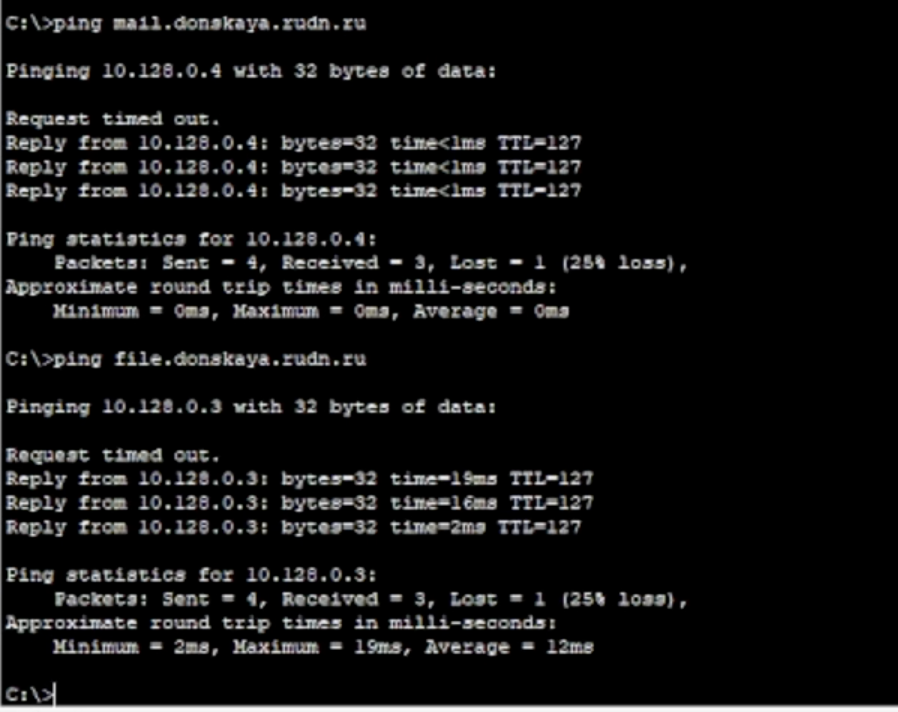 C:\>ping mail.donskaya.rudn.ru
Pinging 10.128.0.4 with 32 bytes of data:
Request timed out.
Reply from 10.128.0.4: bytes=32 time<1ms TTL=127
Reply from 10.128.0.4: bytes=32 time<1ms TTL=127
Reply from 10.128.0.4: bytes=32 time<1ms TTL=127
Ping statistics for 10.128.0.4:
Packets: Sent = 4, Received = 3, Lost = 1 (25% loss),
Approximate round trip times in milli-seconds:
Minimum = 0ms, Maximum = 0ms, Average = 0ms
C:\>ping file.donskaya.rudn.ru
Pinging 10.128.0.3 with 32 bytes of data:
Request timed out.
Reply from 10.128.0.3: bytes=32 time=19ms TTL=127
Reply from 10.128.0.3: bytes=32 time=16ms TTL=127
Reply from 10.128.0.3: bytes=32 time=2ms TTL=127
Ping statistics for 10.128.0.3:
Packets: Sent = 4, Received = 3, Lost = 1 (25% loss),
Approximate round trip times in milli-seconds:
Minimum = 2ms, Maximum = 19ms, Average = 12ms
C:\>